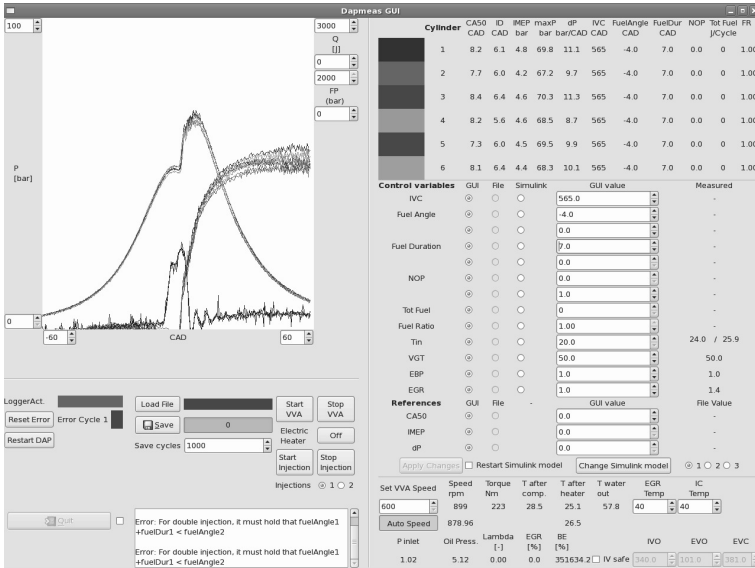 Dapmeas GUI
100
3000
Q
[J]
0
2000
FP
(bar)
0
P
[bar]
0
-60
CAD
60
Cylinder CA50 ID IMEP maxP dP IVC FuelAngle FuelDur NOP Tot Fuel FR
CAD CAD bar bar bar/CAD CAD CAD CAD J/Cycle
1 8.2 6.1 4.8 69.8 11.1 565 -4.0 7.0 0.0 0 1.00
2 7.7 6.0 4.2 67.2 9.7 565 -4.0 7.0 0.0 0 1.00
3 8.4 6.4 4.6 70.3 11.3 565 -4.0 7.0 0.0 0 1.00
4 8.2 5.6 4.6 68.5 8.7 565 -4.0 7.0 0.0 0 1.00
5 7.3 6.0 4.5 69.5 9.9 565 -4.0 7.0 0.0 0 1.00
6 8.1 6.4 4.4 68.3 10.1 565 -4.0 7.0 0.0 0 1.00
Control variables GUI File Simulink GUI value Measured
IVC 565.0 -
Fuel Angle -4.0 -
0.0 -
Fuel Duration 7.0 -
0.0 -
NOP 0.0 -
1.0 -
Tot Fuel 0 -
Fuel Ratio 1.00 -
Tin 20.0 24.0 / 25.9
VGT 50.0 50.0
EBP 1.0 1.0
EGR 1.0 1.4
References GUI File - GUI value File Value
CA50 0.0 -
IMEP 0.0 -
dP 0.0 -
Apply Changes Restart Simulink model Change Simulink model 1 2 3
LoggerAct.
Reset Error Error Cycle 1
Restart DAP
Load File
Save 0
Save cycles 1000
Start VVA
Stop VVA
Electric Heater
Off
Start Injection
Stop Injection
Injections 1 2
Quit
Error: For double injection, it must hold that fuelAngle1
+fuelDur1 < fuelAngle2
Error: For double injection, it must hold that fuelAngle1
+fuelDur1 < fuelAngle2
Set VVA Speed Speed rpm Torque Nm T after comp. T after heater T water out EGR Temp IC Temp
600 899 223 28.5 25.1 57.8 40 40
Auto Speed 878.96 26.5
P inlet Oil Press. Lambda [-] EGR [%] BE [%] IVO EVO EVC
1.02 5.12 0.00 0.0 351634.2 IV safe 340.0 101.0 381.0